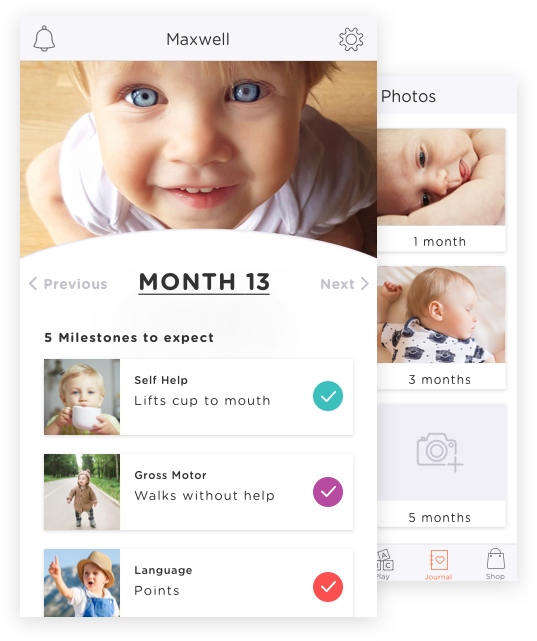 Maxwell
Previous
MONTH 13
Next
5 Milestones to expect
Self Help
Lifts cup to mouth
Gross Motor
Walks without help
Language
Points
Photos
1 month
3 months
5 months
A C
Play
Journal
Shop